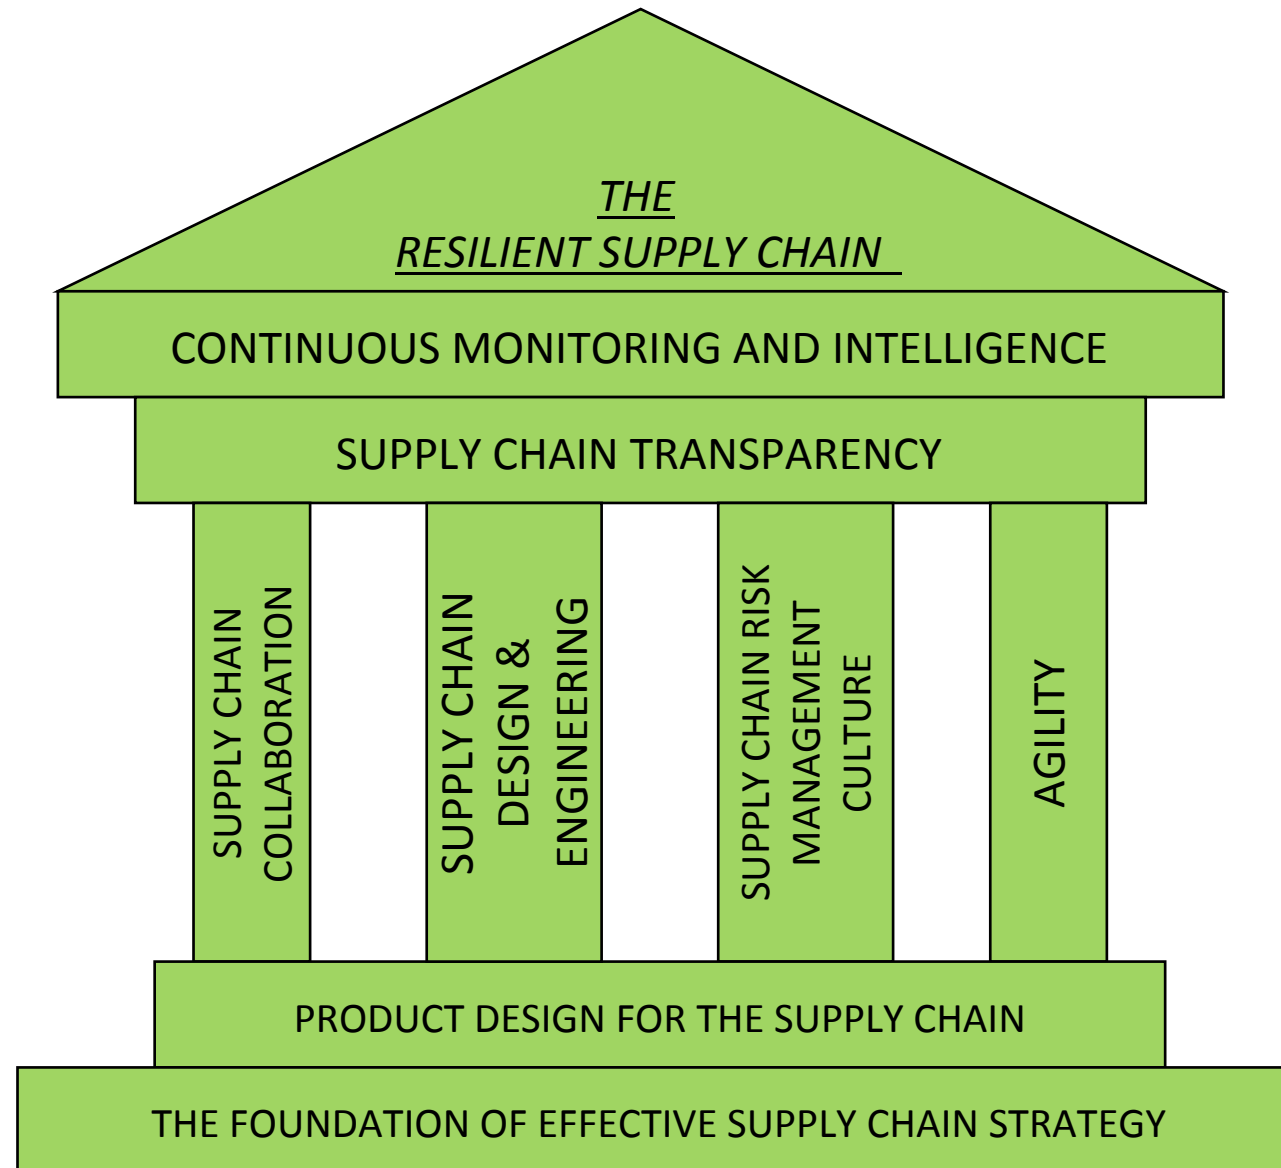 THE
RESILIENT SUPPLY CHAIN
CONTINUOUS MONITORING AND INTELLIGENCE
SUPPLY CHAIN TRANSPARENCY
SUPPLY CHAIN
COLLABORATION
SUPPLY CHAIN
DESIGN &
ENGINEERING
SUPPLY CHAIN RISK
MANAGEMENT
CULTURE
AGILITY
PRODUCT DESIGN FOR THE SUPPLY CHAIN
THE FOUNDATION OF EFFECTIVE SUPPLY CHAIN STRATEGY